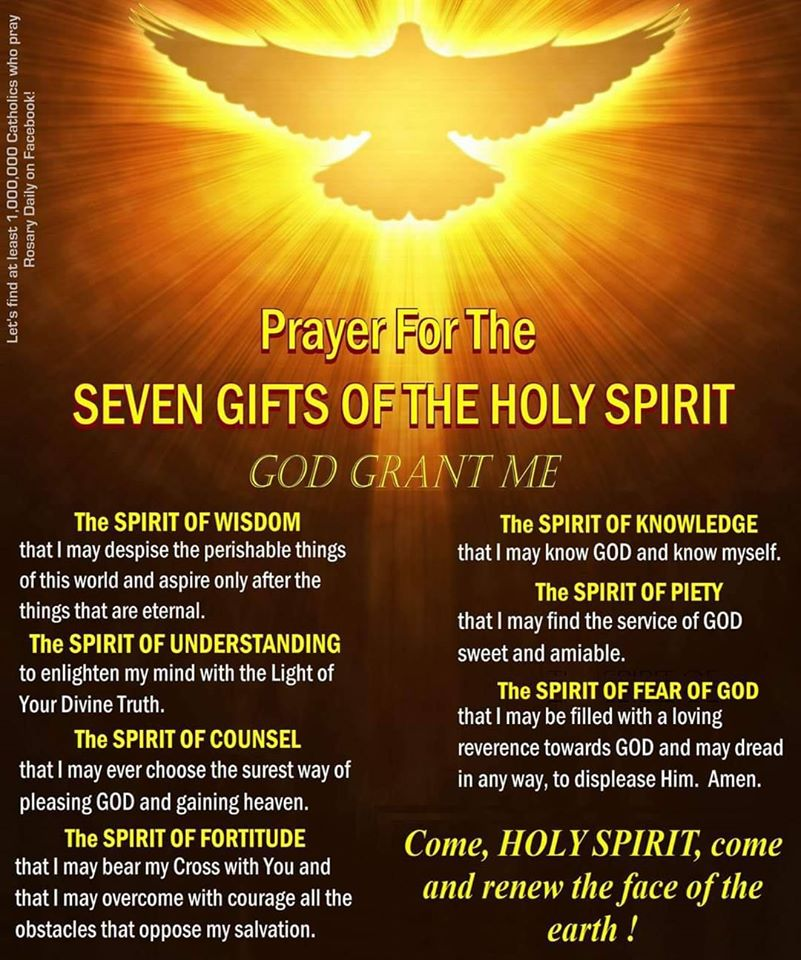 Let's find at least 1,000,000 Catholics who pray
Rosary Daily on Facebook!
Prayer For The
SEVEN GIFTS OF THE HOLY SPIRIT
GOD GRANT ME
The SPIRIT OF WISDOM
that I may despise the perishable things
of this world and aspire only after the
things that are eternal.
The SPIRIT OF UNDERSTANDING
to enlighten my mind with the Light of
Your Divine Truth.
The SPIRIT OF COUNSEL
that I may ever choose the surest way of
pleasing GOD and gaining heaven.
The SPIRIT OF FORTITUDE
that I may bear my Cross with You and
that I may overcome with courage all the
obstacles that oppose my salvation.
The SPIRIT OF KNOWLEDGE
that I may know GOD and know myself.
The SPIRIT OF PIETY
that I may find the service of GOD
sweet and amiable.
The SPIRIT OF FEAR OF GOD
that I may be filled with a loving
reverence towards GOD and may dread
in any way, to displease Him. Amen.
Come, HOLY SPIRIT, come
and renew the face of the
earth !